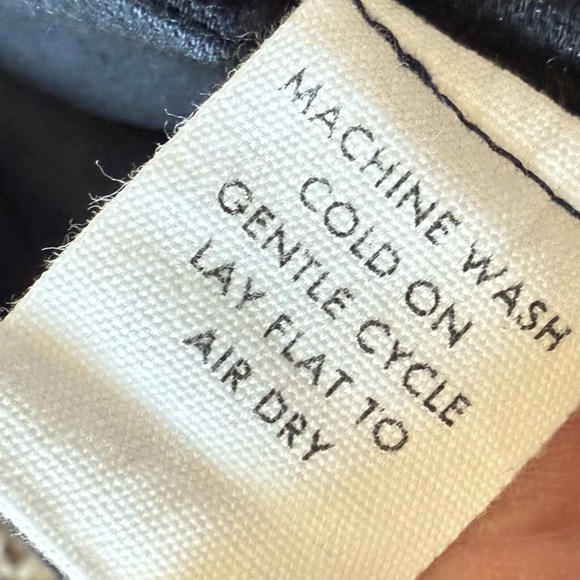 MACHINE WASH
COLD ON
GENTLE CYCLE
LAY FLAT TO
AIR DRY